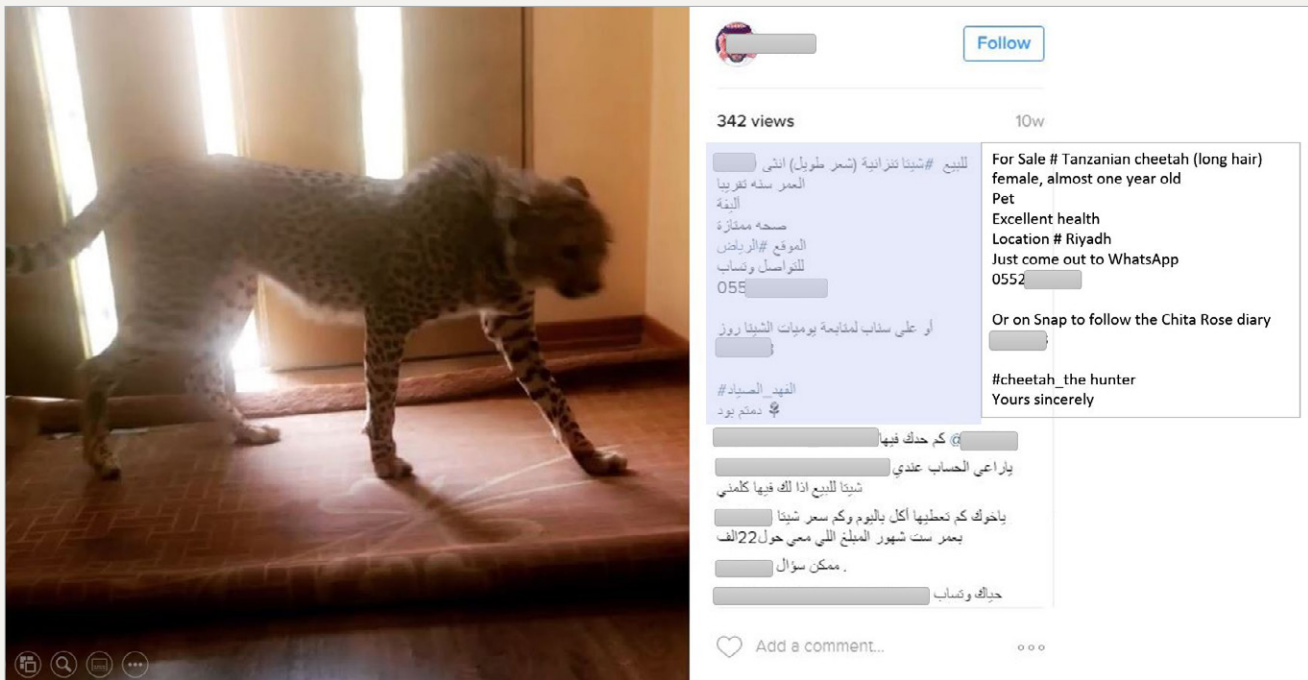 Follow
342 views
10w
للبيع #شيتا تنزانية (شعر طويل) انثى
العمر سنه تقريبا
أليفة
صحه ممتازة
الموقع #الرياض
للتواصل وتساب
055
أو على سناب لمتابعة يوميات الشيتا روز
#الفهد_الصياد
دمتم بود
For Sale # Tanzanian cheetah (long hair)
female, almost one year old
Pet
Excellent health
Location # Riyadh
Just come out to WhatsApp
0552
Or on Snap to follow the Chita Rose diary
#cheetah_the hunter
Yours sincerely
@ كم حدك فيها
ياراعي الحساب عندي
شيتا للبيع اذا لك فيها كلمني
ياخوك كم تعطيها أكل باليوم وكم سعر شيتا
بعمر ست شهور المبلغ اللي معي حول22الف
ممكن سؤال .
حياك وتساب
Add a comment...